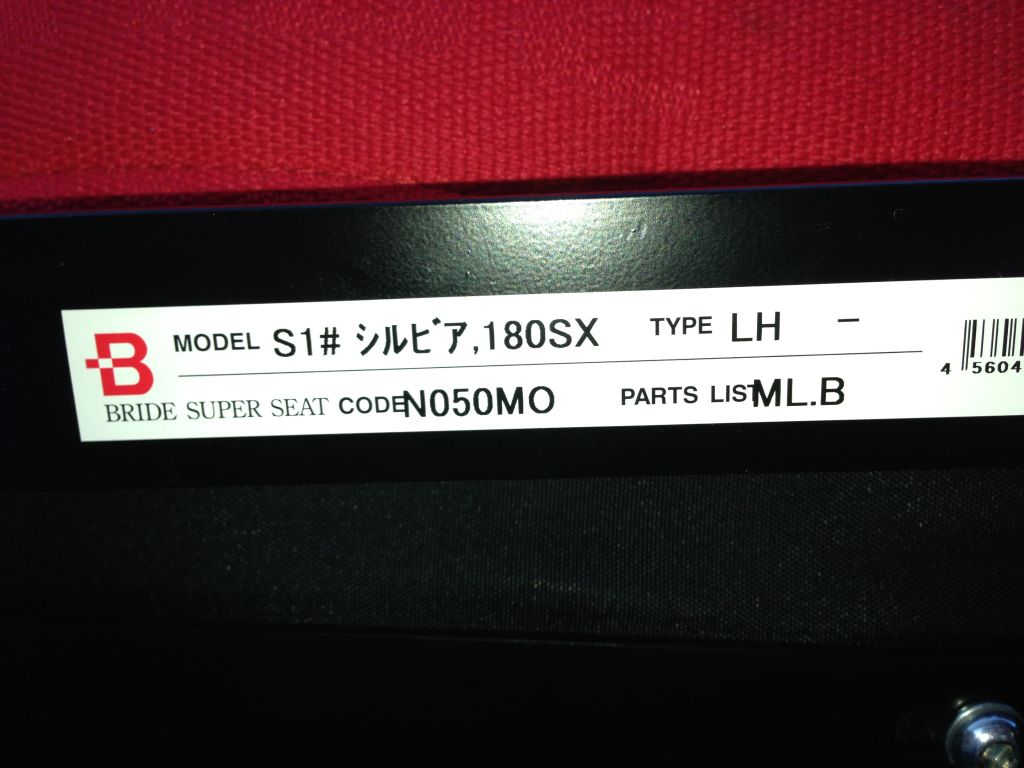 B MODEL S1# シルビア,180SX TYPE LH –
BRIDE SUPER SEAT CODE N050MO PARTS LIST ML.B
4 5604